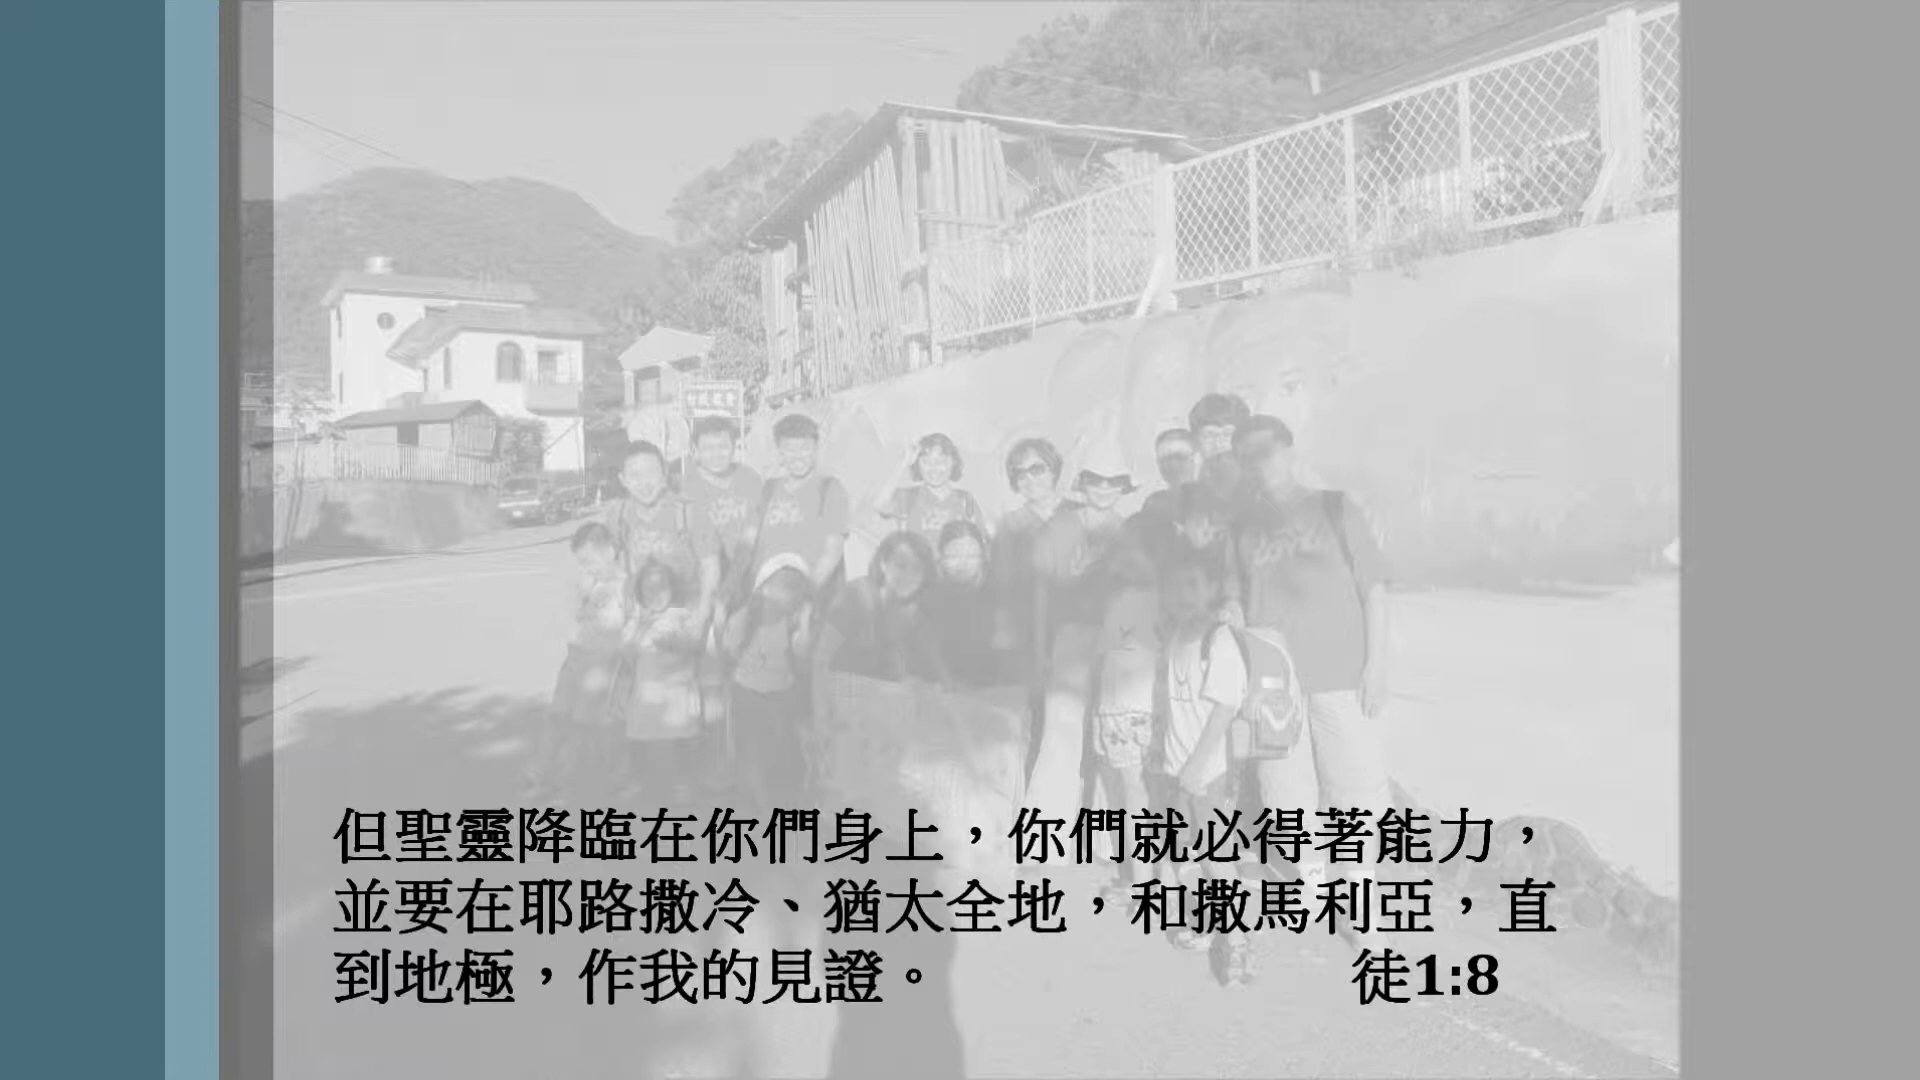 但聖靈降臨在你們身上，你們就必得著能力，
並要在耶路撒冷、猶太全地，和撒馬利亞，直
到地極，作我的見證。 徒1:8